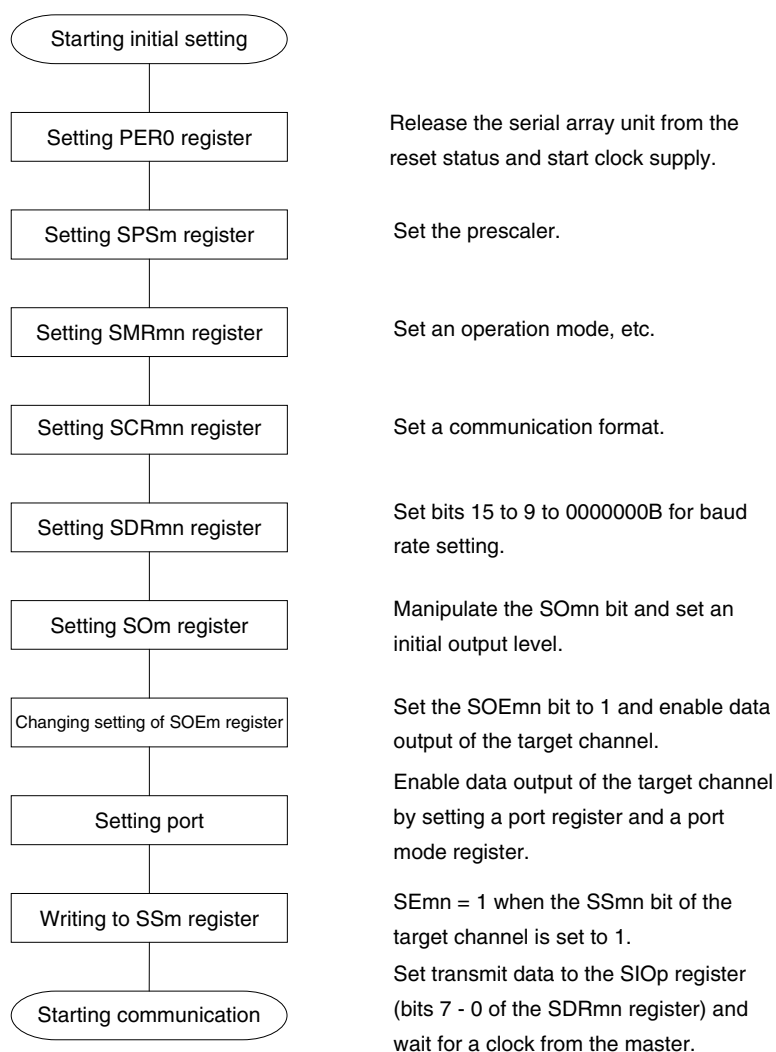 Starting initial setting
Setting PER0 register
Release the serial array unit from the
reset status and start clock supply.
Setting SPSm register
Set the prescaler.
Setting SMRmn register
Set an operation mode, etc.
Setting SCRmn register
Set a communication format.
Setting SDRmn register
Set bits 15 to 9 to 0000000B for baud
rate setting.
Setting SOm register
Manipulate the SOmn bit and set an
initial output level.
Changing setting of SOEm register
Set the SOEmn bit to 1 and enable data
output of the target channel.
Setting port
Enable data output of the target channel
by setting a port register and a port
mode register.
Writing to SSm register
SEmn = 1 when the SSmn bit of the
target channel is set to 1.
Starting communication
Set transmit data to the SIOp register
(bits 7 - 0 of the SDRmn register) and
wait for a clock from the master.